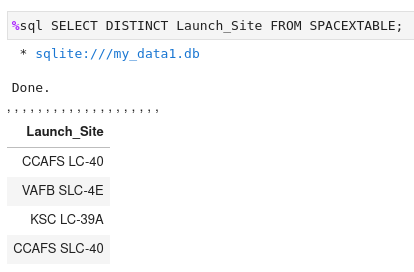 %sql SELECT DISTINCT Launch_Site FROM SPACEXTABLE;
* sqlite:///my_data1.db
Done.
, , , , , , , , , , , , , , , , , , , ,
Launch_Site
CCAFS LC-40
VAFB SLC-4E
KSC LC-39A
CCAFS SLC-40